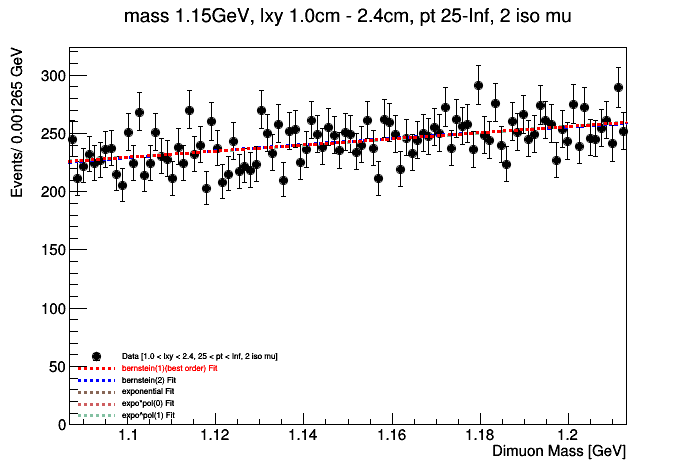 mass 1.15GeV, lxy 1.0cm - 2.4cm, pt 25-Inf, 2 iso mu
Events/ 0.001265 GeV
300
250
200
150
100
50
0
Data [1.0 < lxy < 2.4, 25 < pt < Inf, 2 iso mu]
bernstein(1)(best order) Fit
bernstein(2) Fit
exponential Fit
expo*pol(0) Fit
expo*pol(1) Fit
1.1 1.12 1.14 1.16 1.18 1.2
Dimuon Mass [GeV]